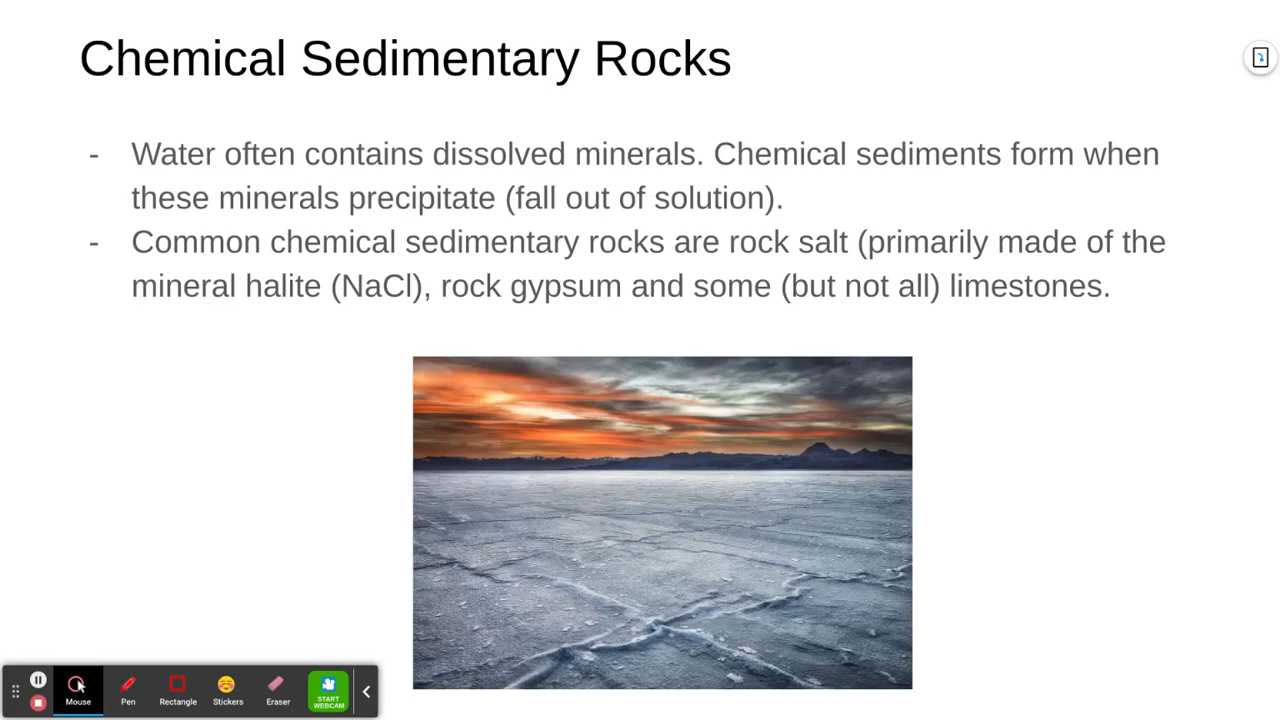 Chemical Sedimentary Rocks
- Water often contains dissolved minerals. Chemical sediments form when
these minerals precipitate (fall out of solution).
- Common chemical sedimentary rocks are rock salt (primarily made of the
mineral halite (NaCl), rock gypsum and some (but not all) limestones.
Mouse Pen Rectangle Stickers Eraser START
WEBCAM